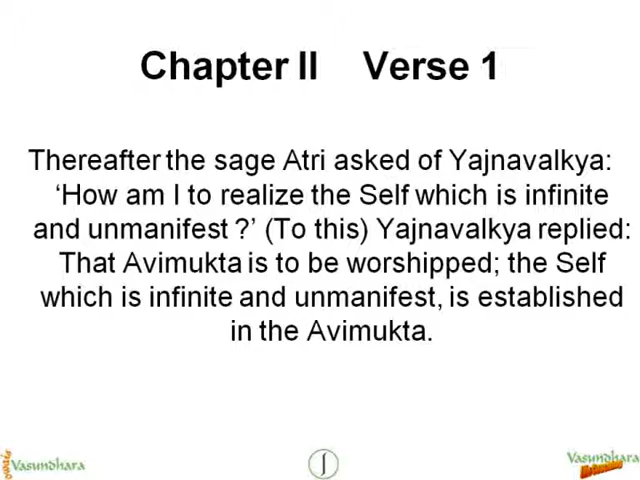 Chapter II Verse 1
Thereafter the sage Atri asked of Yajnavalkya:
‘How am I to realize the Self which is infinite
and unmanifest ?’ (To this) Yajnavalkya replied:
That Avimukta is to be worshipped; the Self
which is infinite and unmanifest, is established
in the Avimukta.
Vasundhara
Vasundhara